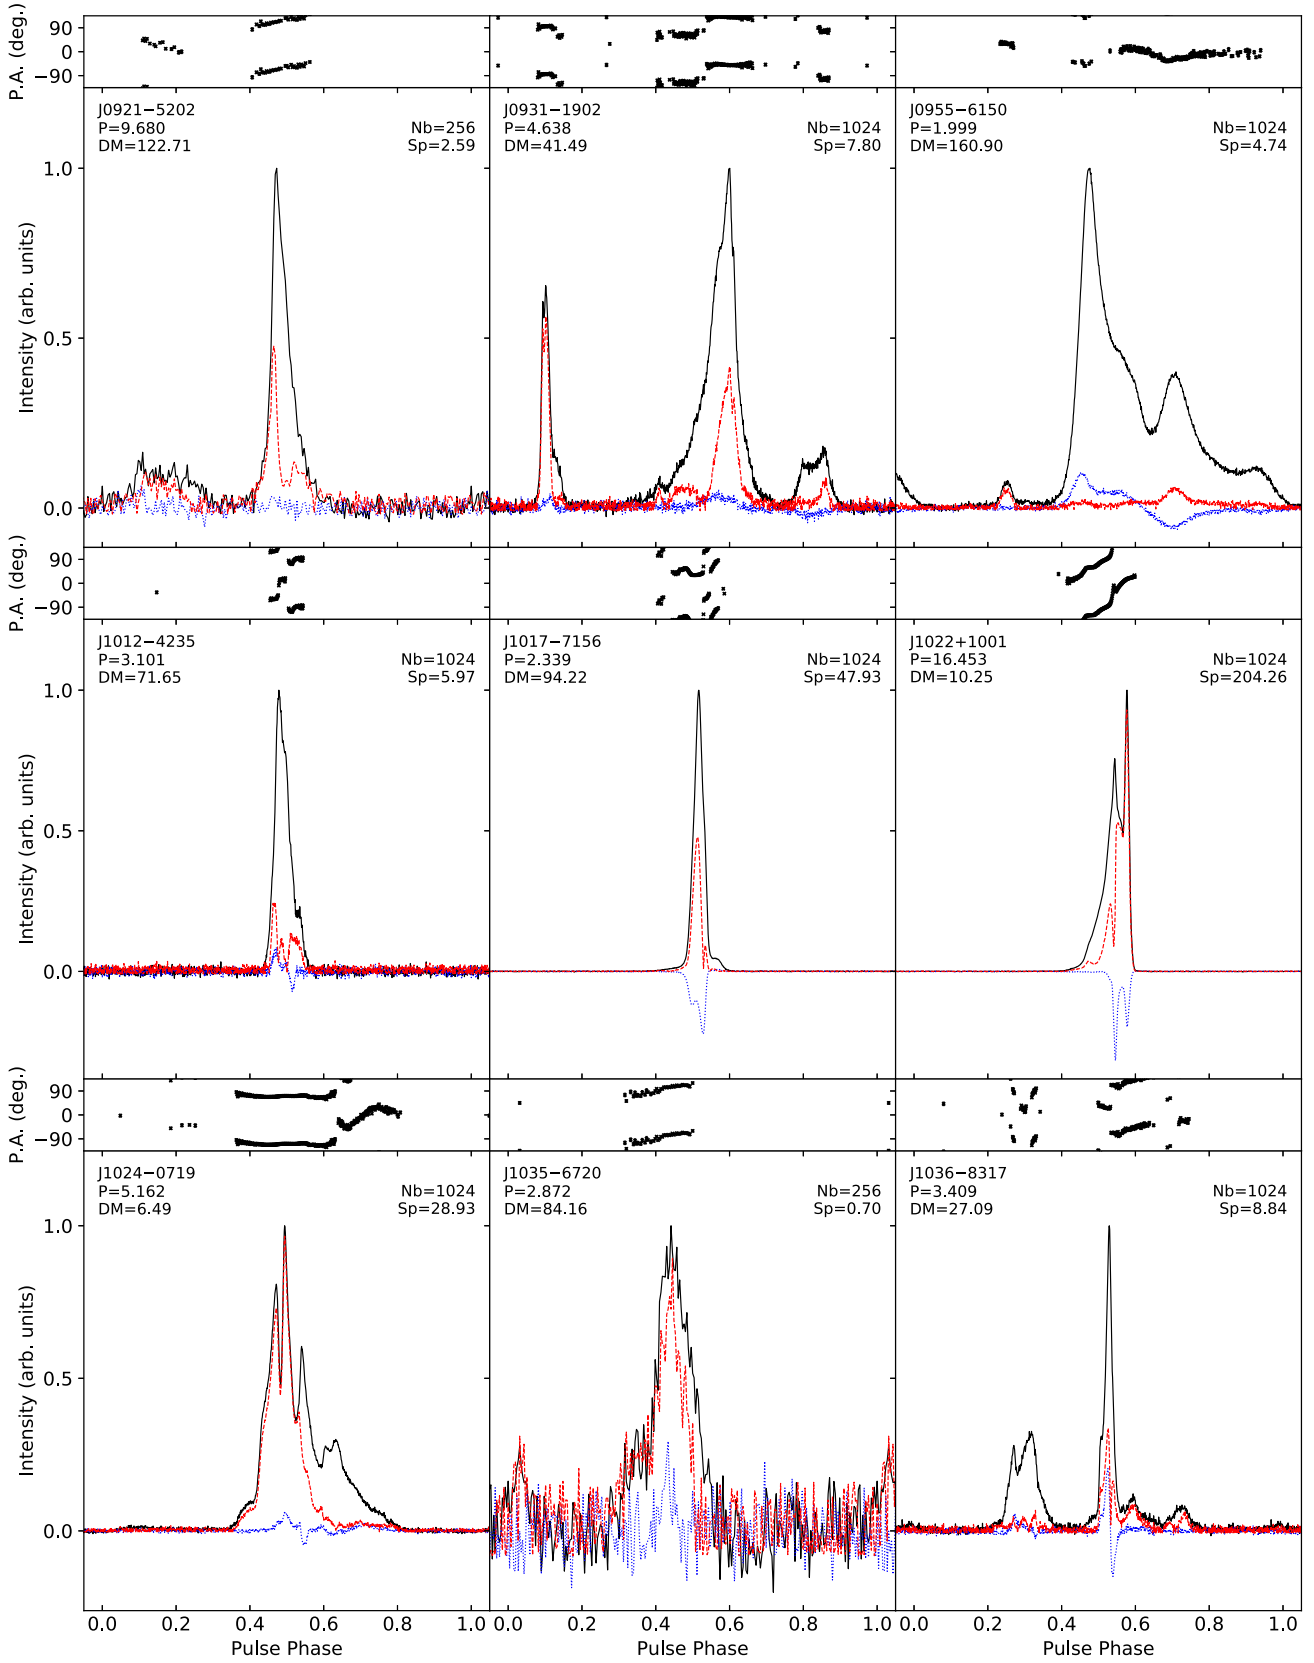 P.A. (deg.)
90
0
−90
J0921−5202
P=9.680
DM=122.71
Nb=256
Sp=2.59
J0931−1902
P=4.638
DM=41.49
Nb=1024
Sp=7.80
J0955−6150
P=1.999
DM=160.90
Nb=1024
Sp=4.74
Intensity (arb. units)
1.0
0.5
0.0
P.A. (deg.)
90
0
−90
J1012−4235
P=3.101
DM=71.65
Nb=1024
Sp=5.97
J1017−7156
P=2.339
DM=94.22
Nb=1024
Sp=47.93
J1022+1001
P=16.453
DM=10.25
Nb=1024
Sp=204.26
Intensity (arb. units)
1.0
0.5
0.0
P.A. (deg.)
90
0
−90
J1024−0719
P=5.162
DM=6.49
Nb=1024
Sp=28.93
J1035−6720
P=2.872
DM=84.16
Nb=256
Sp=0.70
J1036−8317
P=3.409
DM=27.09
Nb=1024
Sp=8.84
Intensity (arb. units)
1.0
0.5
0.0
0.0 0.2 0.4 0.6 0.8 1.0
0.0 0.2 0.4 0.6 0.8 1.0
0.0 0.2 0.4 0.6 0.8 1.0
Pulse Phase
Pulse Phase
Pulse Phase